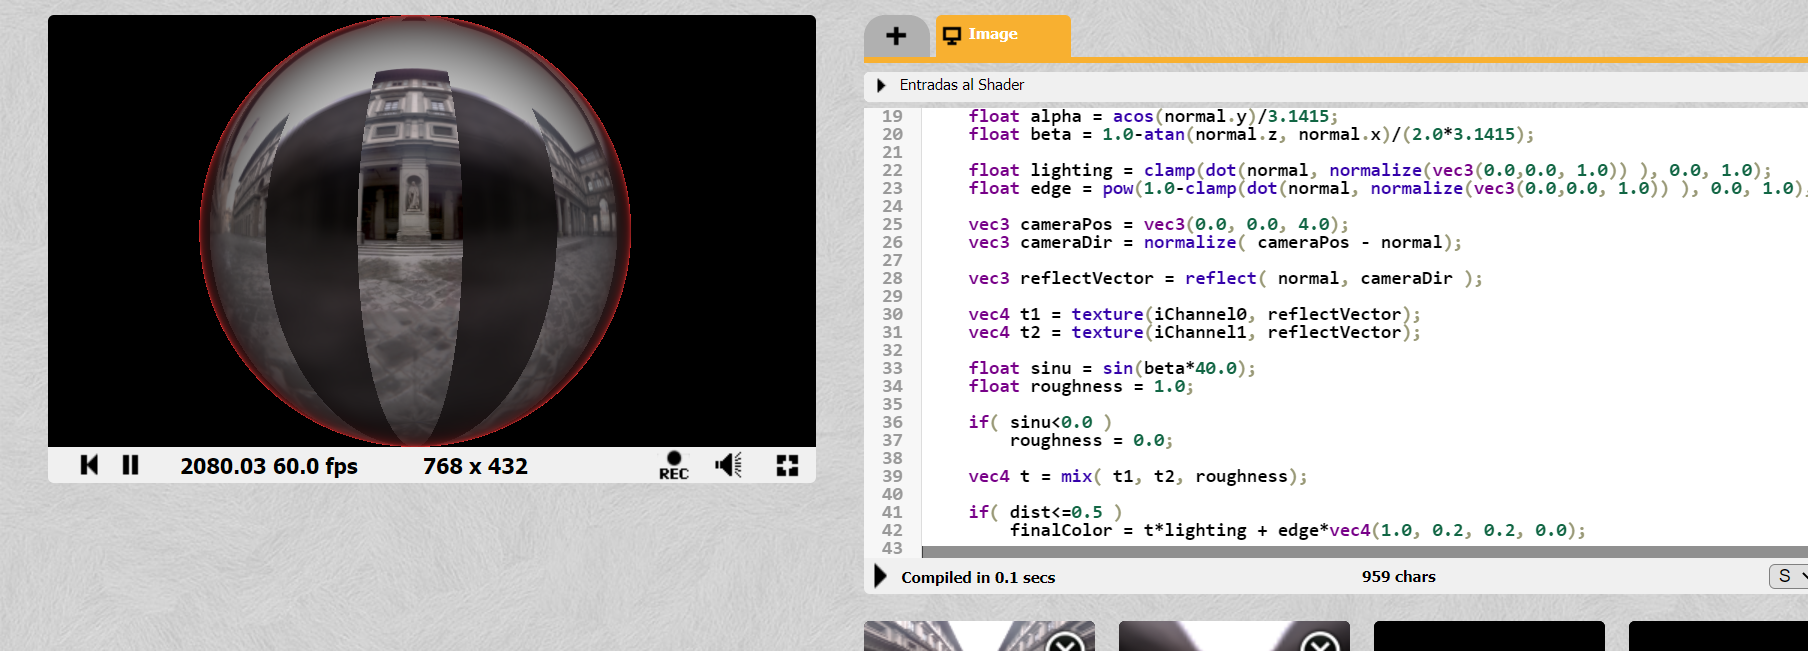 2080.03 60.0 fps
768 x 432
REC
+
Image
Entradas al Shader
19 float alpha = acos(normal.y)/3.1415;
20 float beta = 1.0-atan(normal.z, normal.x)/(2.0*3.1415);
21
22 float lighting = clamp(dot(normal, normalize(vec3(0.0,0.0, 1.0)) ), 0.0, 1.0);
23 float edge = pow(1.0-clamp(dot(normal, normalize(vec3(0.0,0.0, 1.0)) ), 0.0, 1.0)
24
25 vec3 cameraPos = vec3(0.0, 0.0, 4.0);
26 vec3 cameraDir = normalize( cameraPos - normal);
27
28 vec3 reflectVector = reflect( normal, cameraDir );
29
30 vec4 t1 = texture(iChannel0, reflectVector);
31 vec4 t2 = texture(iChannel1, reflectVector);
32
33 float sinu = sin(beta*40.0);
34 float roughness = 1.0;
35
36 if( sinu<0.0 )
37 roughness = 0.0;
38
39 vec4 t = mix( t1, t2, roughness);
40
41 if( dist<=0.5 )
42 finalColor = t*lighting + edge*vec4(1.0, 0.2, 0.2, 0.0);
43
Compiled in 0.1 secs
959 chars
S